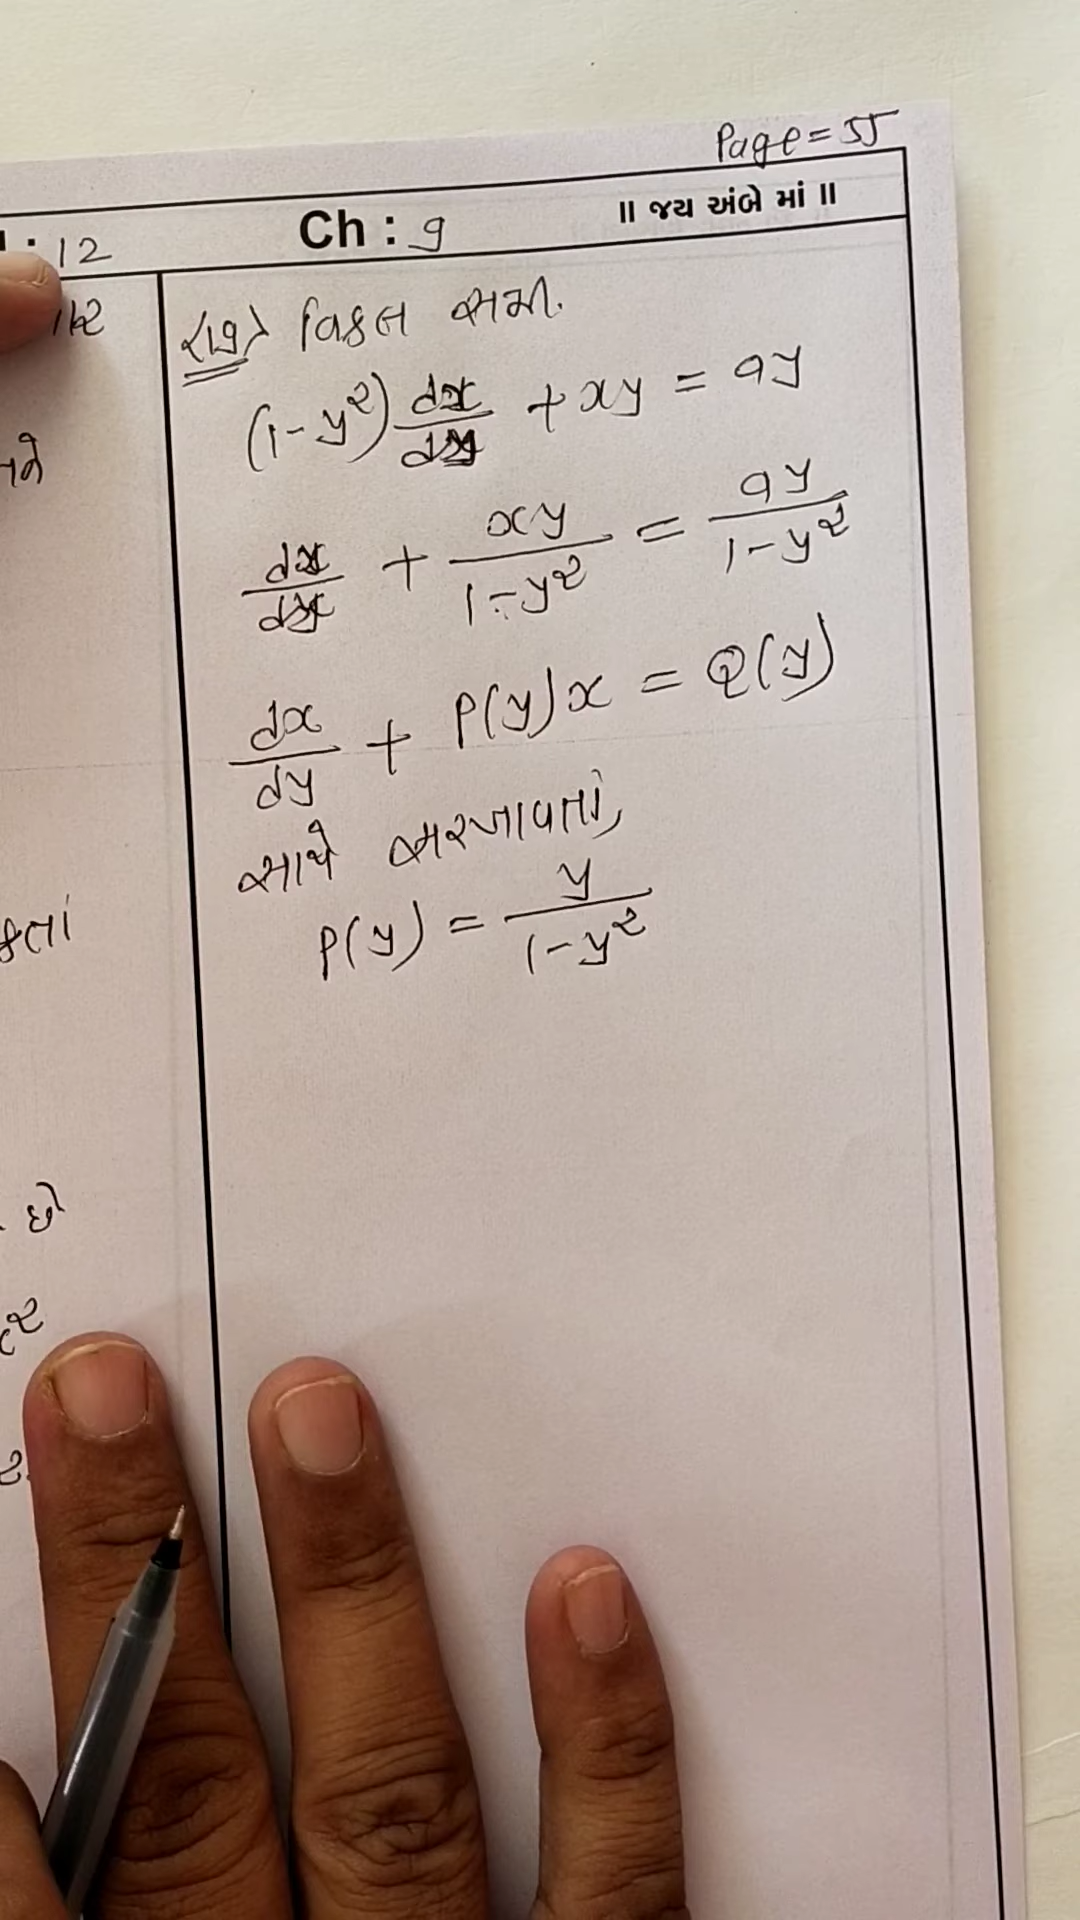 Page = 55
: 12
Ch : 9
॥ જય અંબે માં ॥
રીત⇒ વિકલ સમી.
(1-y²) dx/dy + xy = ay
dx/dy + xy/1-y² = ay/1-y²
dx/dy + P(y)x = Q(y)
સાથે સરખાવતાં,
P(y) = y/1-y²
કતાં
છે